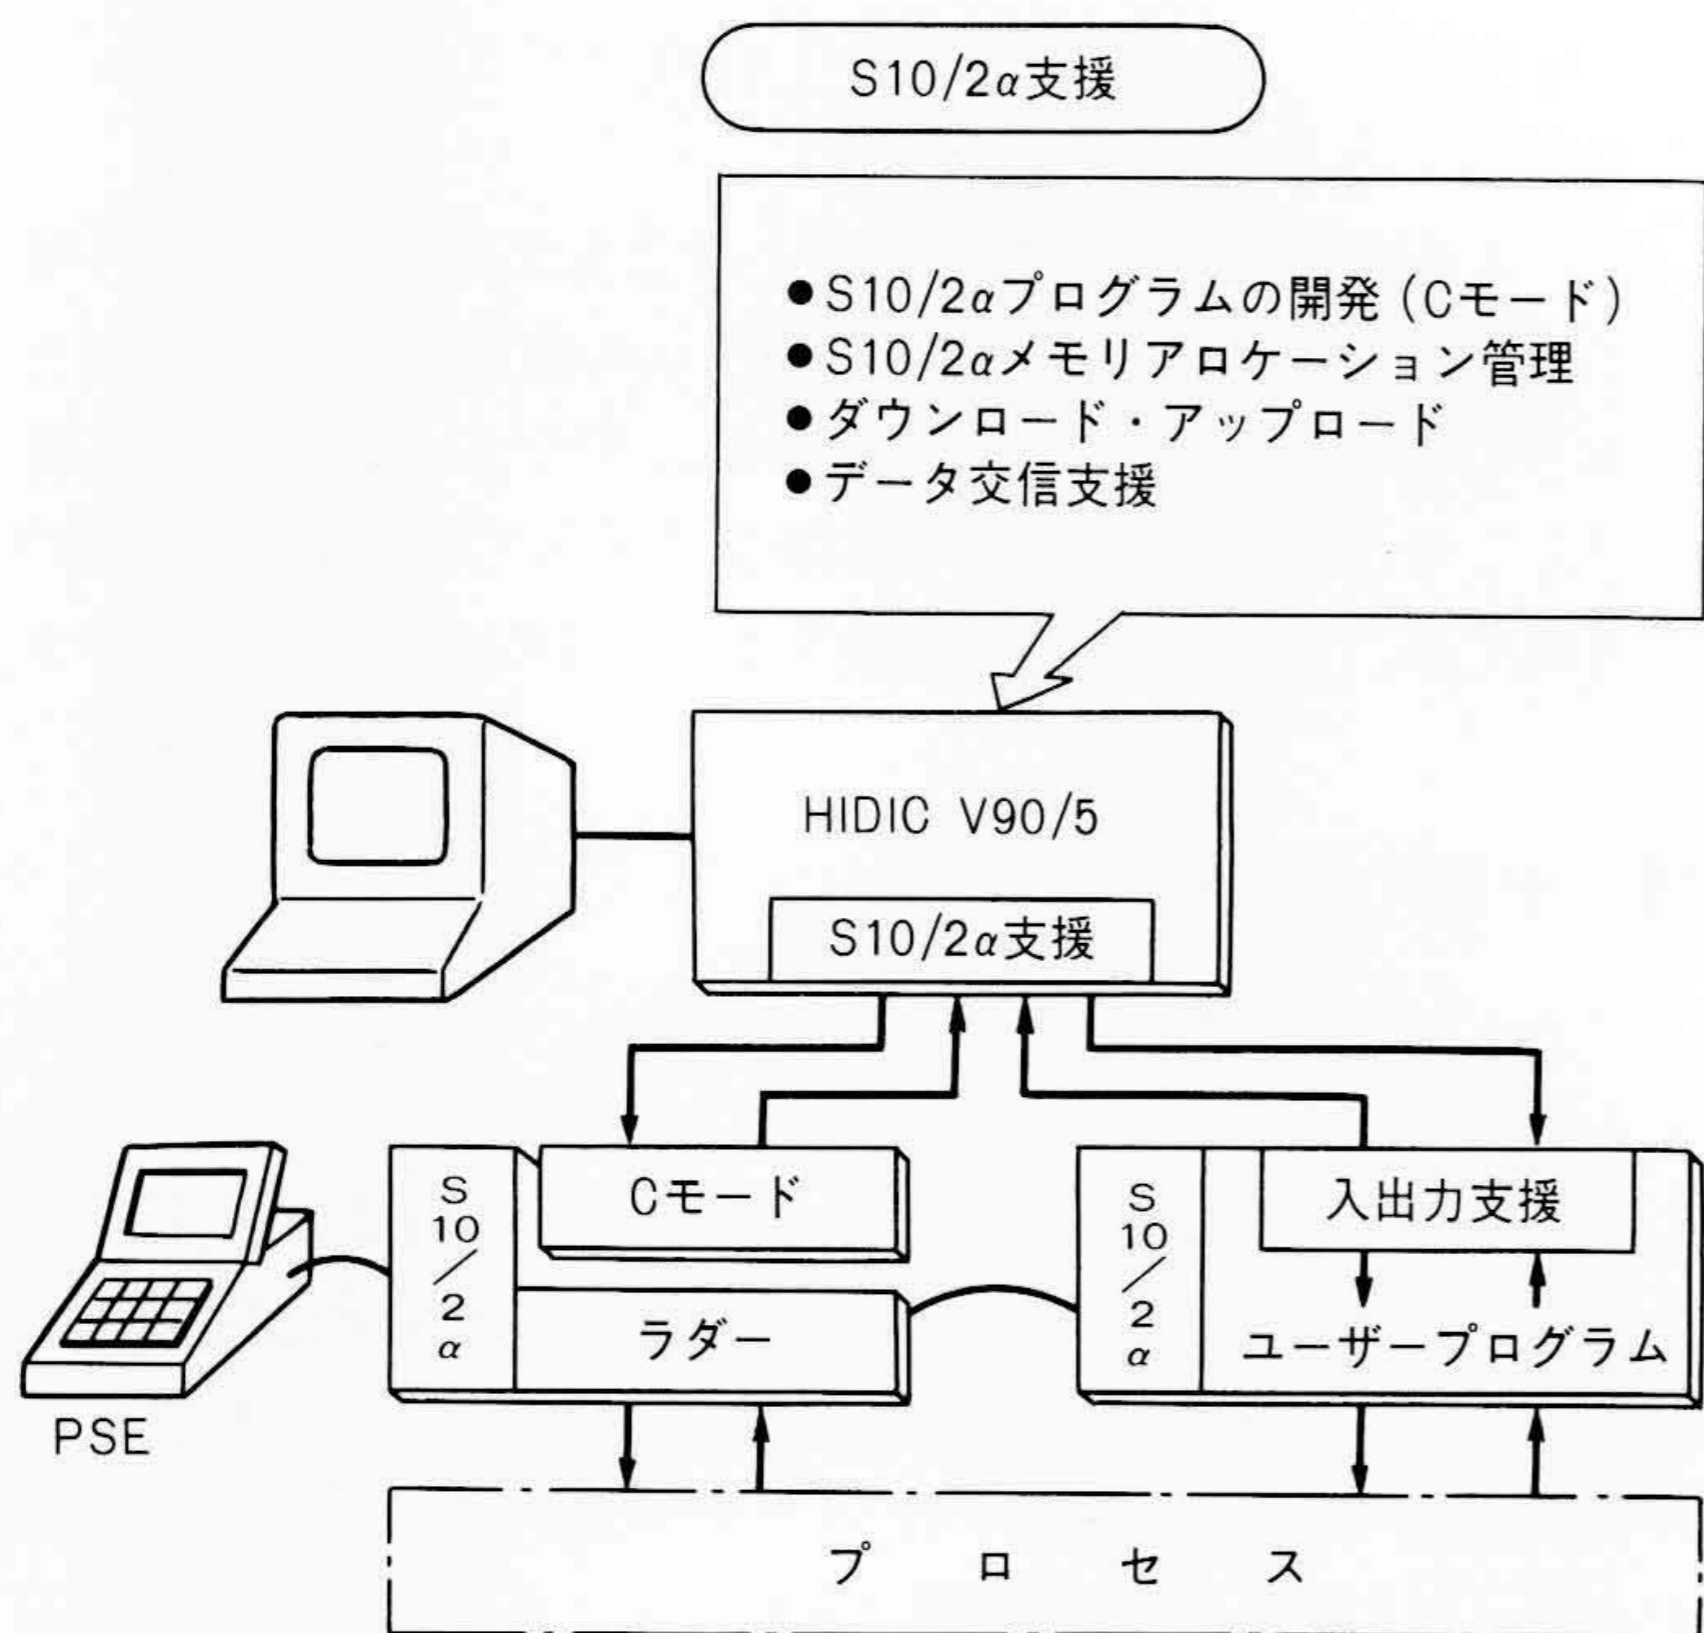 S10/2α支援
●S10/2αプログラムの開発(Cモード)
●S10/2αメモリアロケーション管理
●ダウンロード・アップロード
●データ交信支援
HIDIC V90/5
S10/2α支援
S
10
/
2
α
Cモード
ラダー
S
10
/
2
α
入出力支援
ユーザープログラム
PSE
プロセス